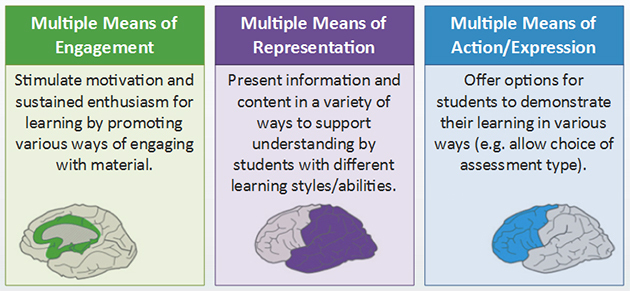 Multiple Means of
Engagement
Stimulate motivation and
sustained enthusiasm for
learning by promoting
various ways of engaging
with material.
Multiple Means of
Representation
Present information and
content in a variety of
ways to support
understanding by
students with different
learning styles/abilities.
Multiple Means of
Action/Expression
Offer options for
students to demonstrate
their learning in various
ways (e.g. allow choice of
assessment type).